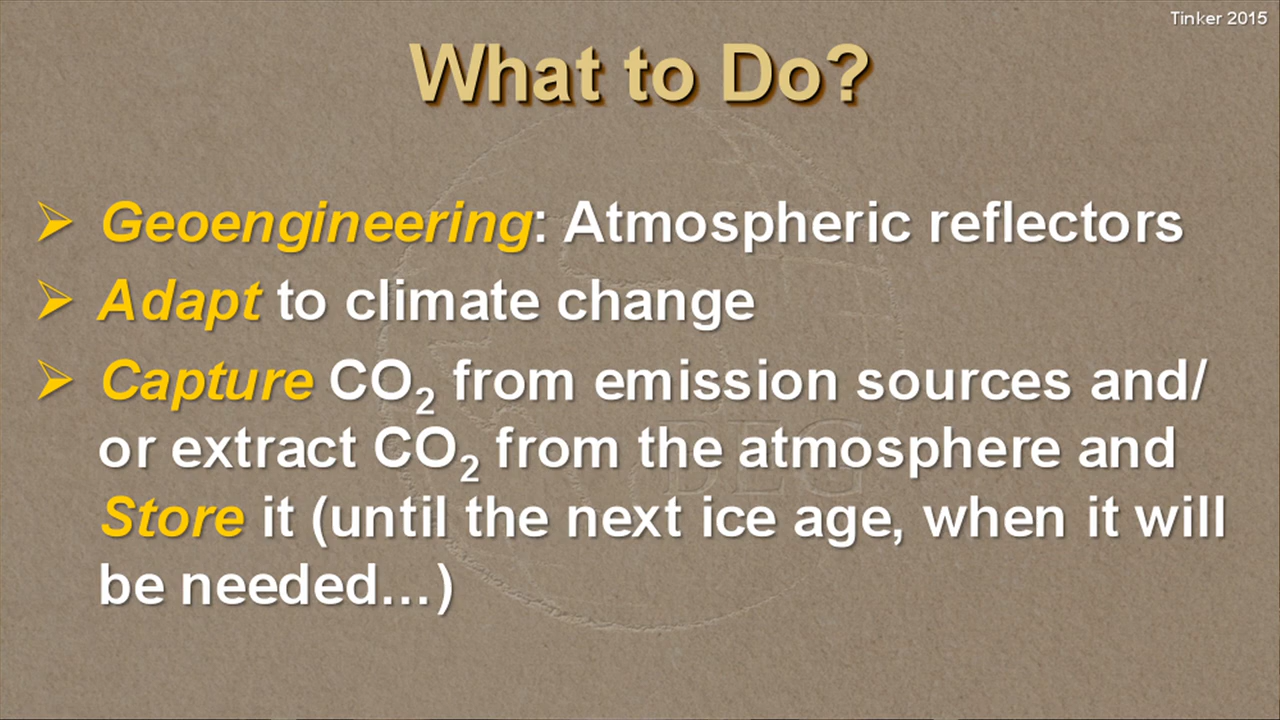 Tinker 2015
What to Do?
➢ Geoengineering: Atmospheric reflectors
➢ Adapt to climate change
➢ Capture CO₂ from emission sources and/
or extract CO₂ from the atmosphere and
Store it (until the next ice age, when it will
be needed…)
BEG